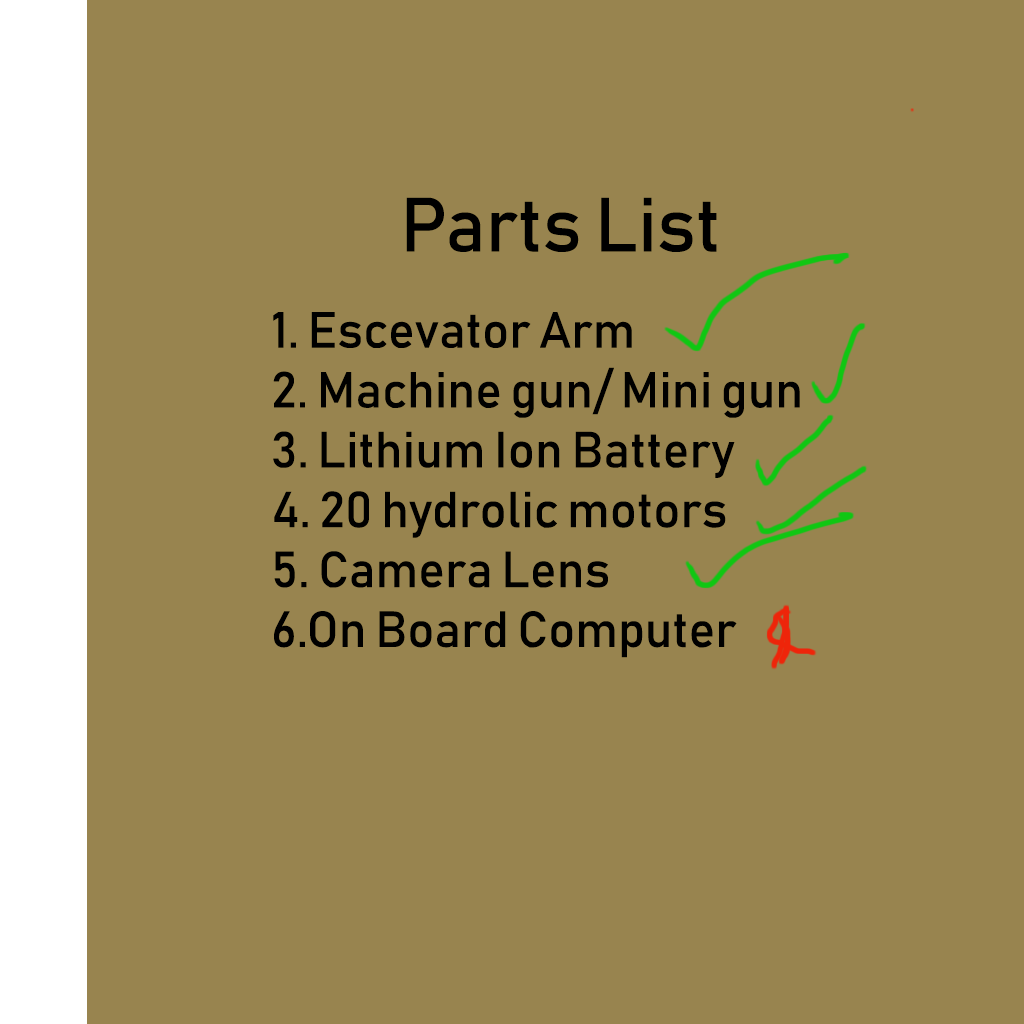 Parts List
1. Escevator Arm
2. Machine gun/ Mini gun
3. Lithium Ion Battery
4. 20 hydrolic motors
5. Camera Lens
6.On Board Computer